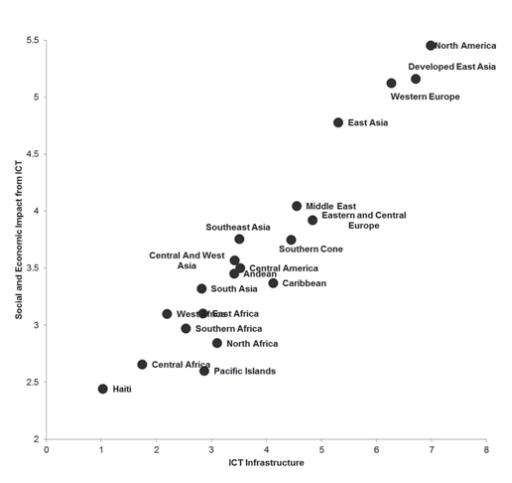 5.5
North America
Developed East Asia
5
Western Europe
East Asia
4.5
Social and Economic Impact from ICT
4
Middle East
Eastern and Central
Europe
Southeast Asia
Southern Cone
Central And West
Asia
3.5
Central America
Andean
Caribbean
South Asia
3
West Africa
East Africa
Southern Africa
North Africa
Central Africa
Pacific Islands
2.5
Haiti
2
0 1 2 3 4 5 6 7 8
ICT Infrastructure